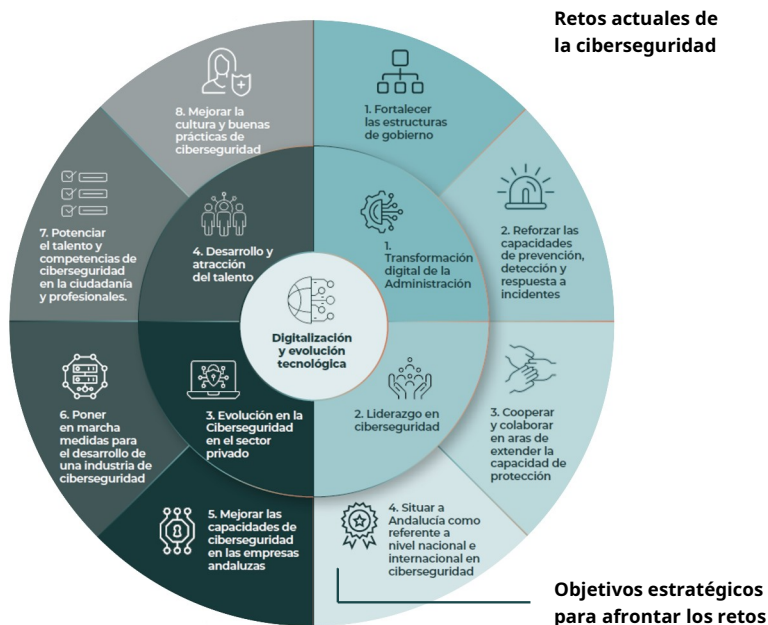 Retos actuales de
la ciberseguridad
1. Fortalecer
las estructuras
de gobierno
2. Reforzar las
capacidades
de prevención,
detección y
respuesta a
incidentes
3. Cooperar
y colaborar
en aras de
extender la
capacidad de
protección
4. Situar a
Andalucía como
referente a
nivel nacional e
internacional en
ciberseguridad
5. Mejorar las
capacidades de
ciberseguridad
en las empresas
andaluzas
6. Poner
en marcha
medidas para
el desarrollo de
una industria de
ciberseguridad
7. Potenciar
el talento y
competencias de
ciberseguridad
en la ciudadanía
y profesionales.
8. Mejorar la
cultura y buenas
prácticas de
ciberseguridad
1.
Transformación
digital de la
Administración
2. Liderazgo en
ciberseguridad
3. Evolución en la
Ciberseguridad
en el sector
privado
4. Desarrollo y
atracción
del talento
Digitalización
y evolución
tecnológica
Objetivos estratégicos
para afrontar los retos